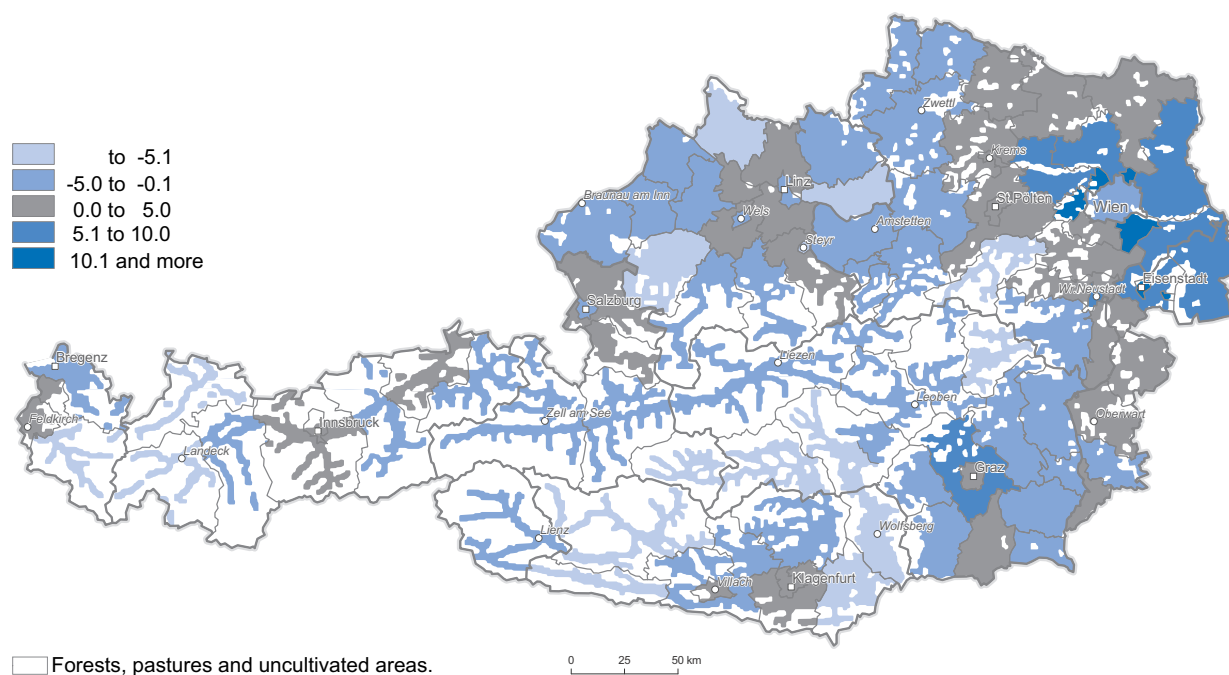 to -5.1
-5.0 to -0.1
0.0 to 5.0
5.1 to 10.0
10.1 and more
Zwettl
Krems
Linz
Braunau am Inn
St.Pölten
Wien
Wels
Amstetten
Steyr
Eisenstadt
Wr.Neustadt
Salzburg
Bregenz
Liezen
Leoben
Zell am See
Feldkirch
Innsbruck
Oberwart
Landeck
Graz
Wolfsberg
Lienz
Villach
Klagenfurt
Forests, pastures and uncultivated areas.
0 25 50 km